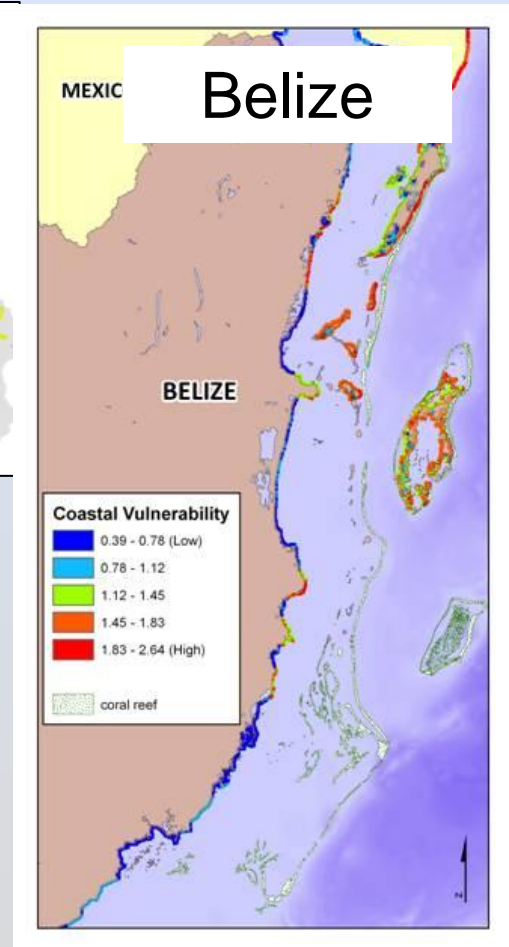 Belize
MEXIC
BELIZE
Coastal Vulnerability
0.39 - 0.78 (Low)
0.78 - 1.12
1.12 - 1.45
1.45 - 1.83
1.83 - 2.64 (High)
coral reef
N